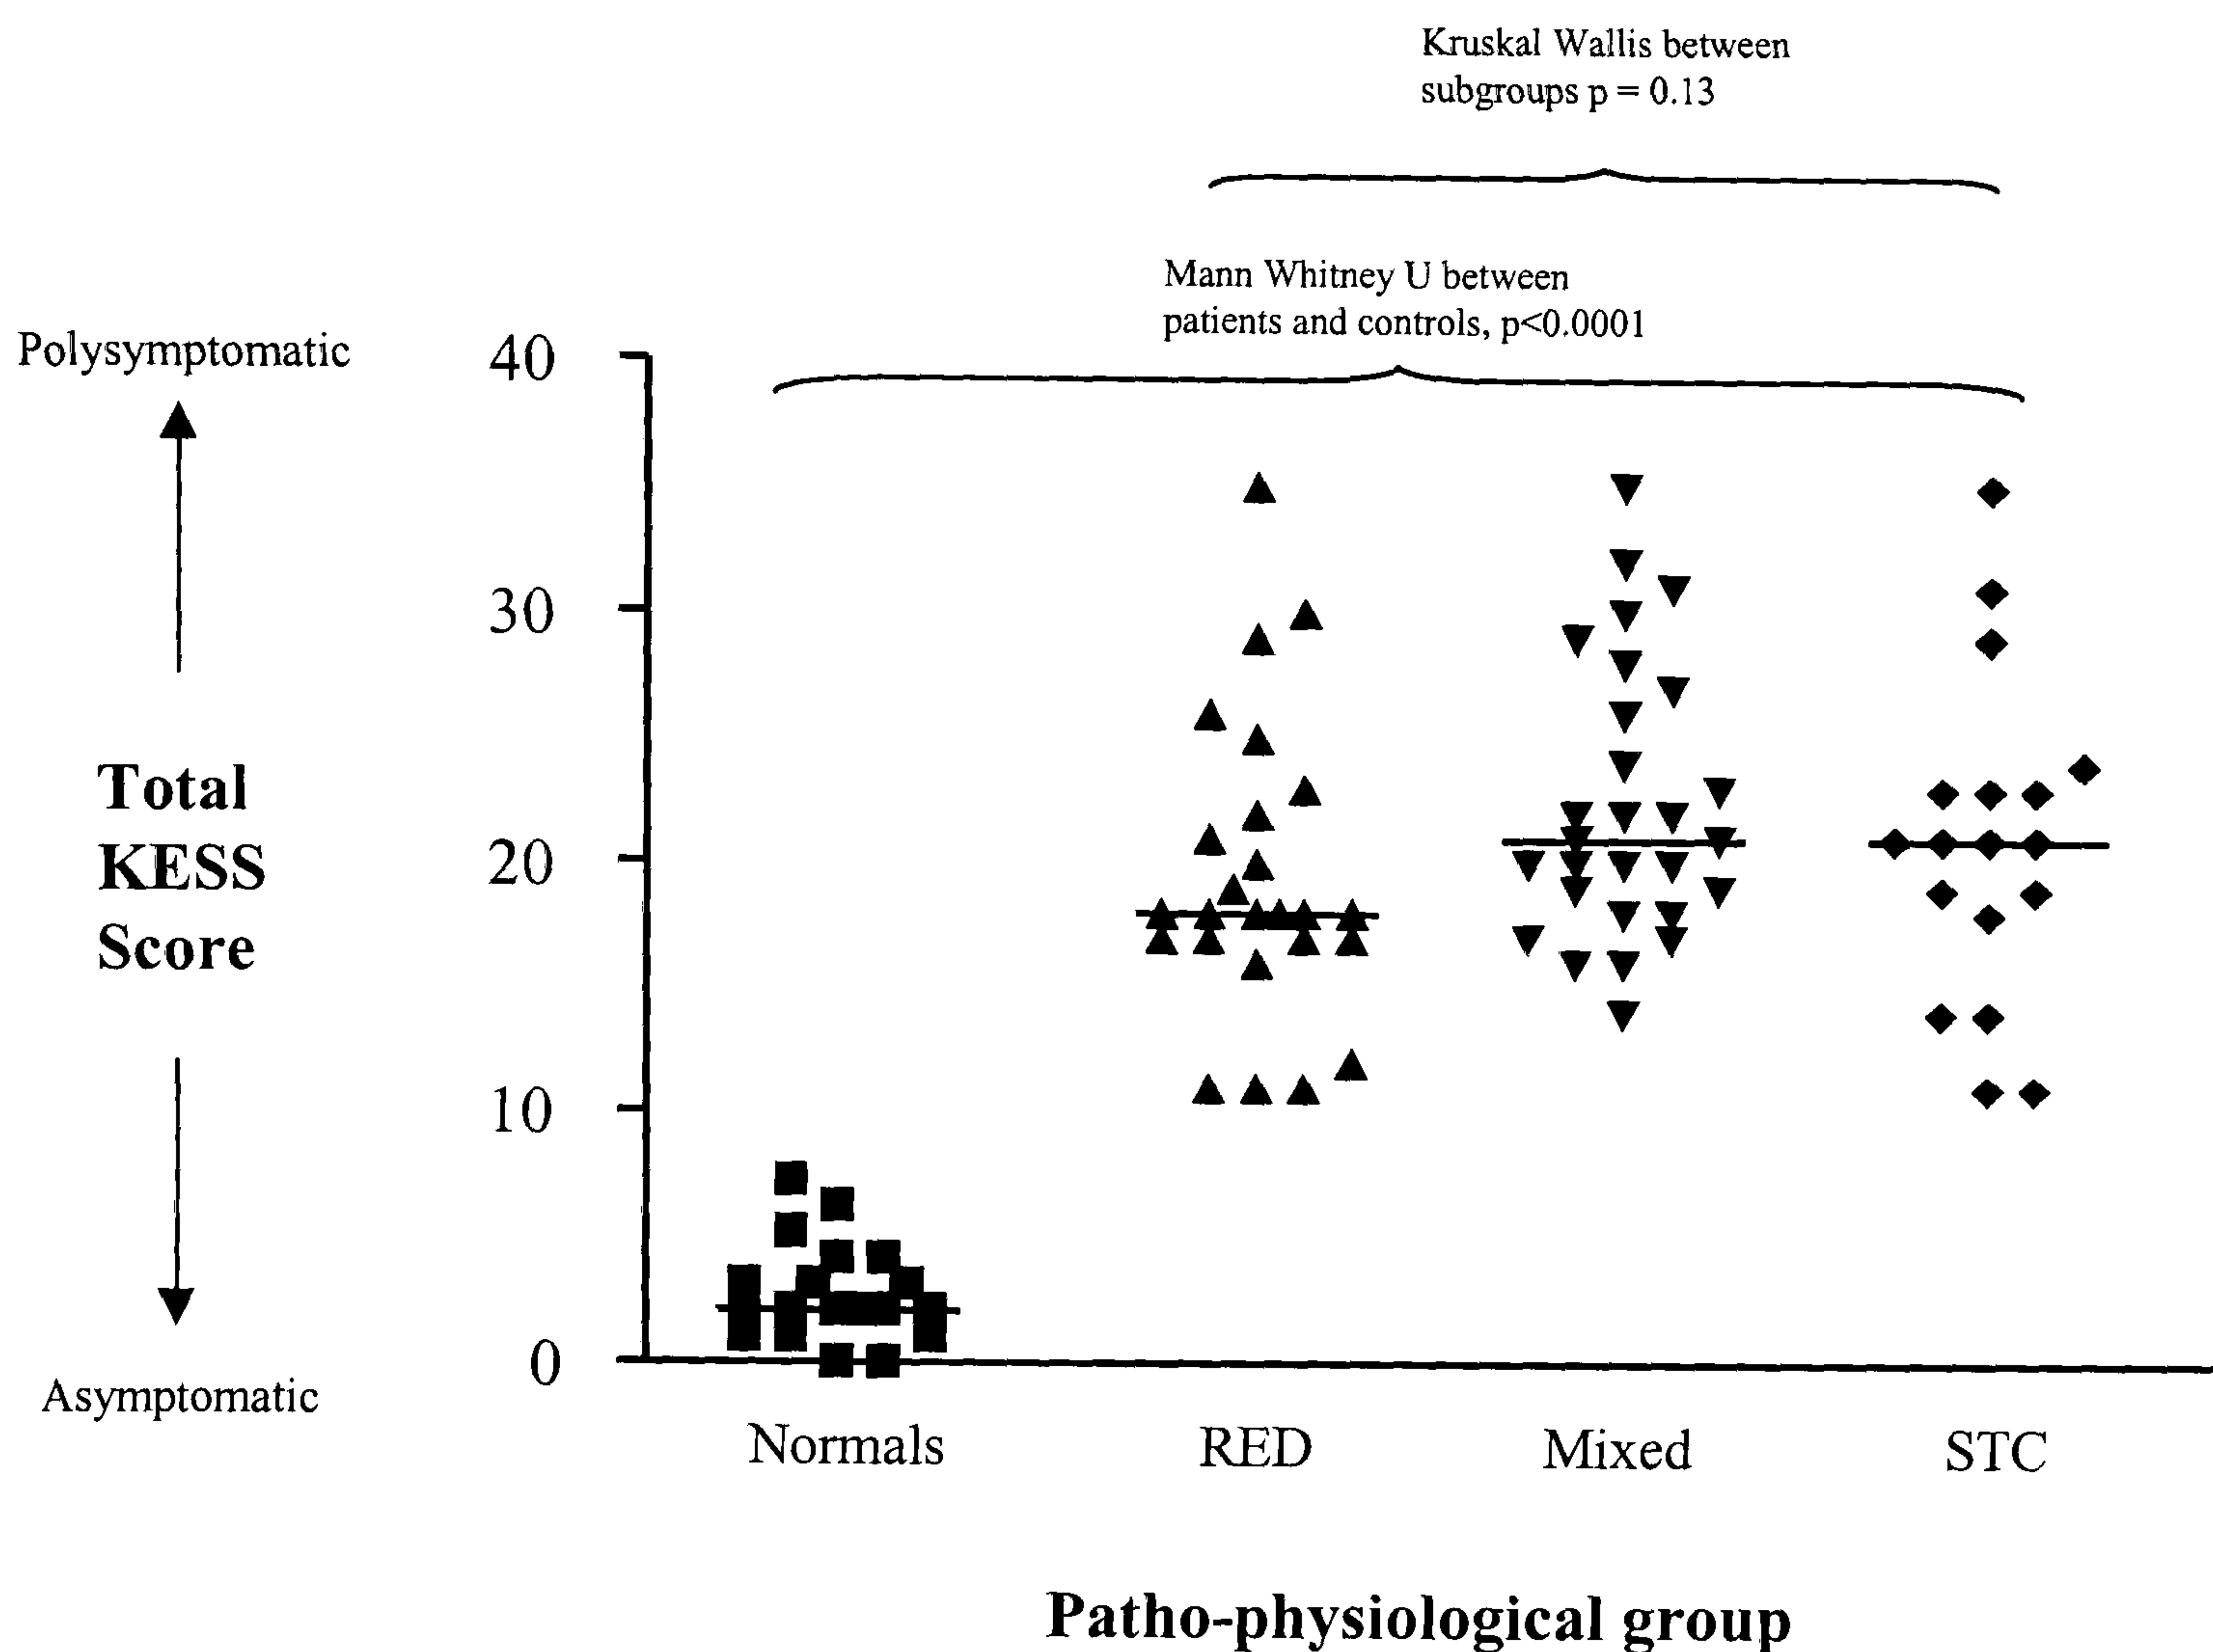 Kruskal Wallis between
subgroups p = 0.13
Mann Whitney U between
patients and controls, p<0.0001
Polysymptomatic
40
30
Total
KESS
Score
20
10
0
Asymptomatic
Normals
RED
Mixed
STC
Patho-physiological group